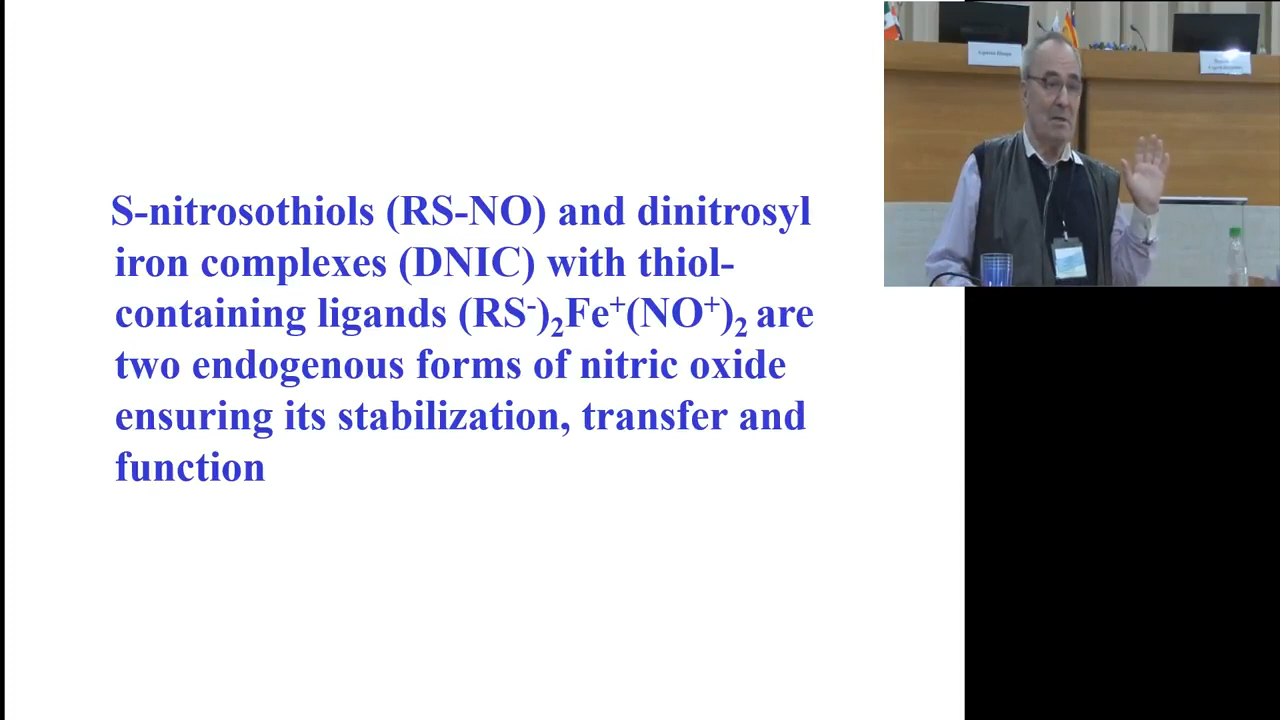 S-nitrosothiols (RS-NO) and dinitrosyl
iron complexes (DNIC) with thiol-
containing ligands (RS⁻)₂Fe⁺(NO⁺)₂ are
two endogenous forms of nitric oxide
ensuring its stabilization, transfer and
function